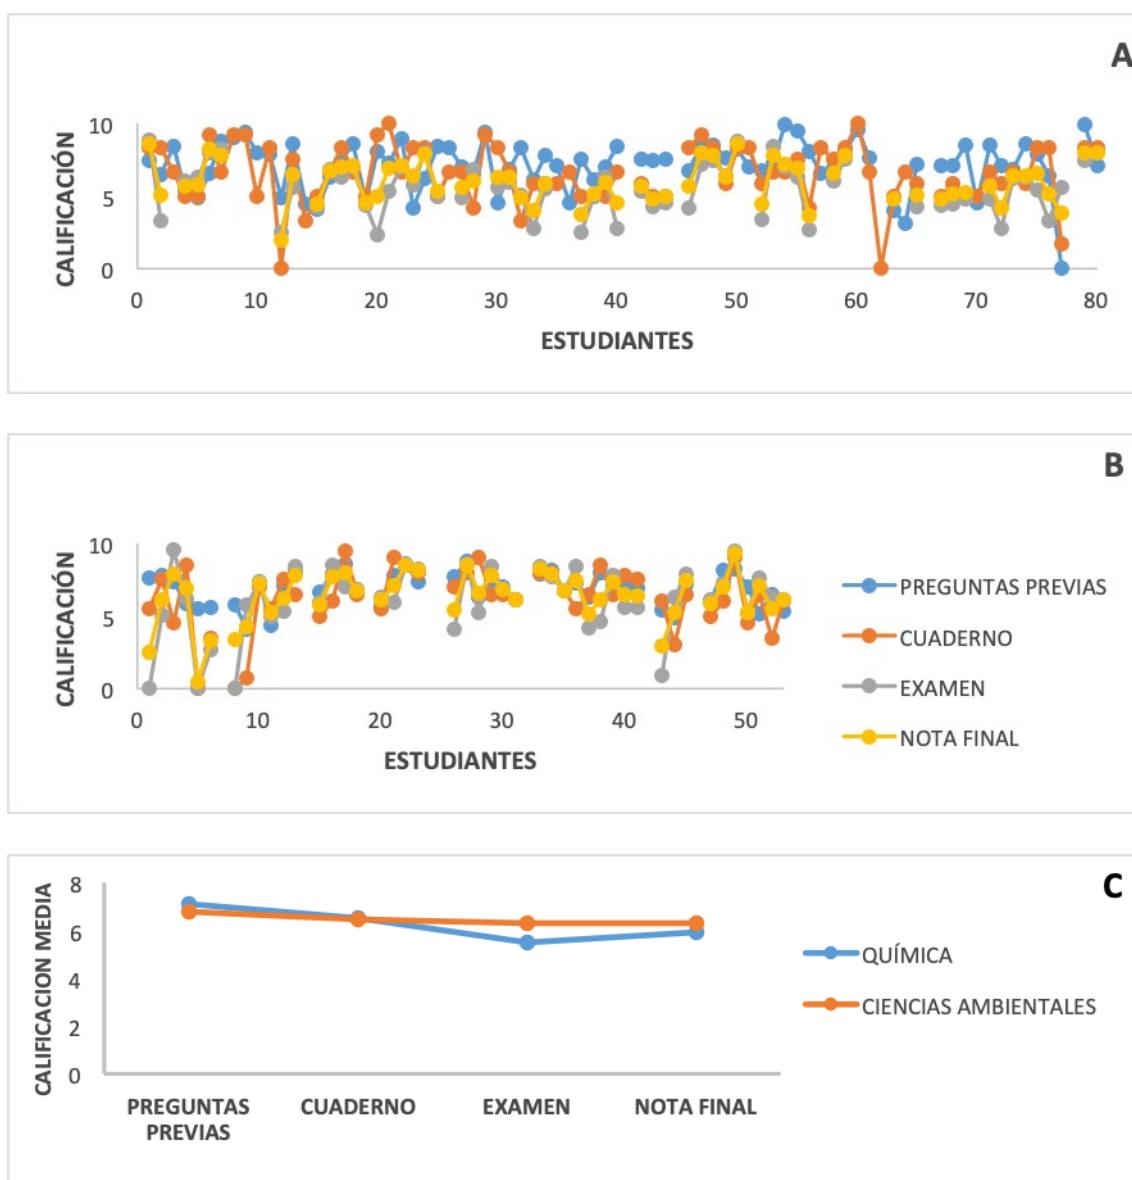 A
CALIFICACIÓN
10
5
0
0 10 20 30 40 50 60 70 80
ESTUDIANTES
B
CALIFICACIÓN
10
5
0
0 10 20 30 40 50
ESTUDIANTES
PREGUNTAS PREVIAS
CUADERNO
EXAMEN
NOTA FINAL
C
CALIFICACION MEDIA
8
6
4
2
0
PREGUNTAS
PREVIAS
CUADERNO
EXAMEN
NOTA FINAL
QUÍMICA
CIENCIAS AMBIENTALES